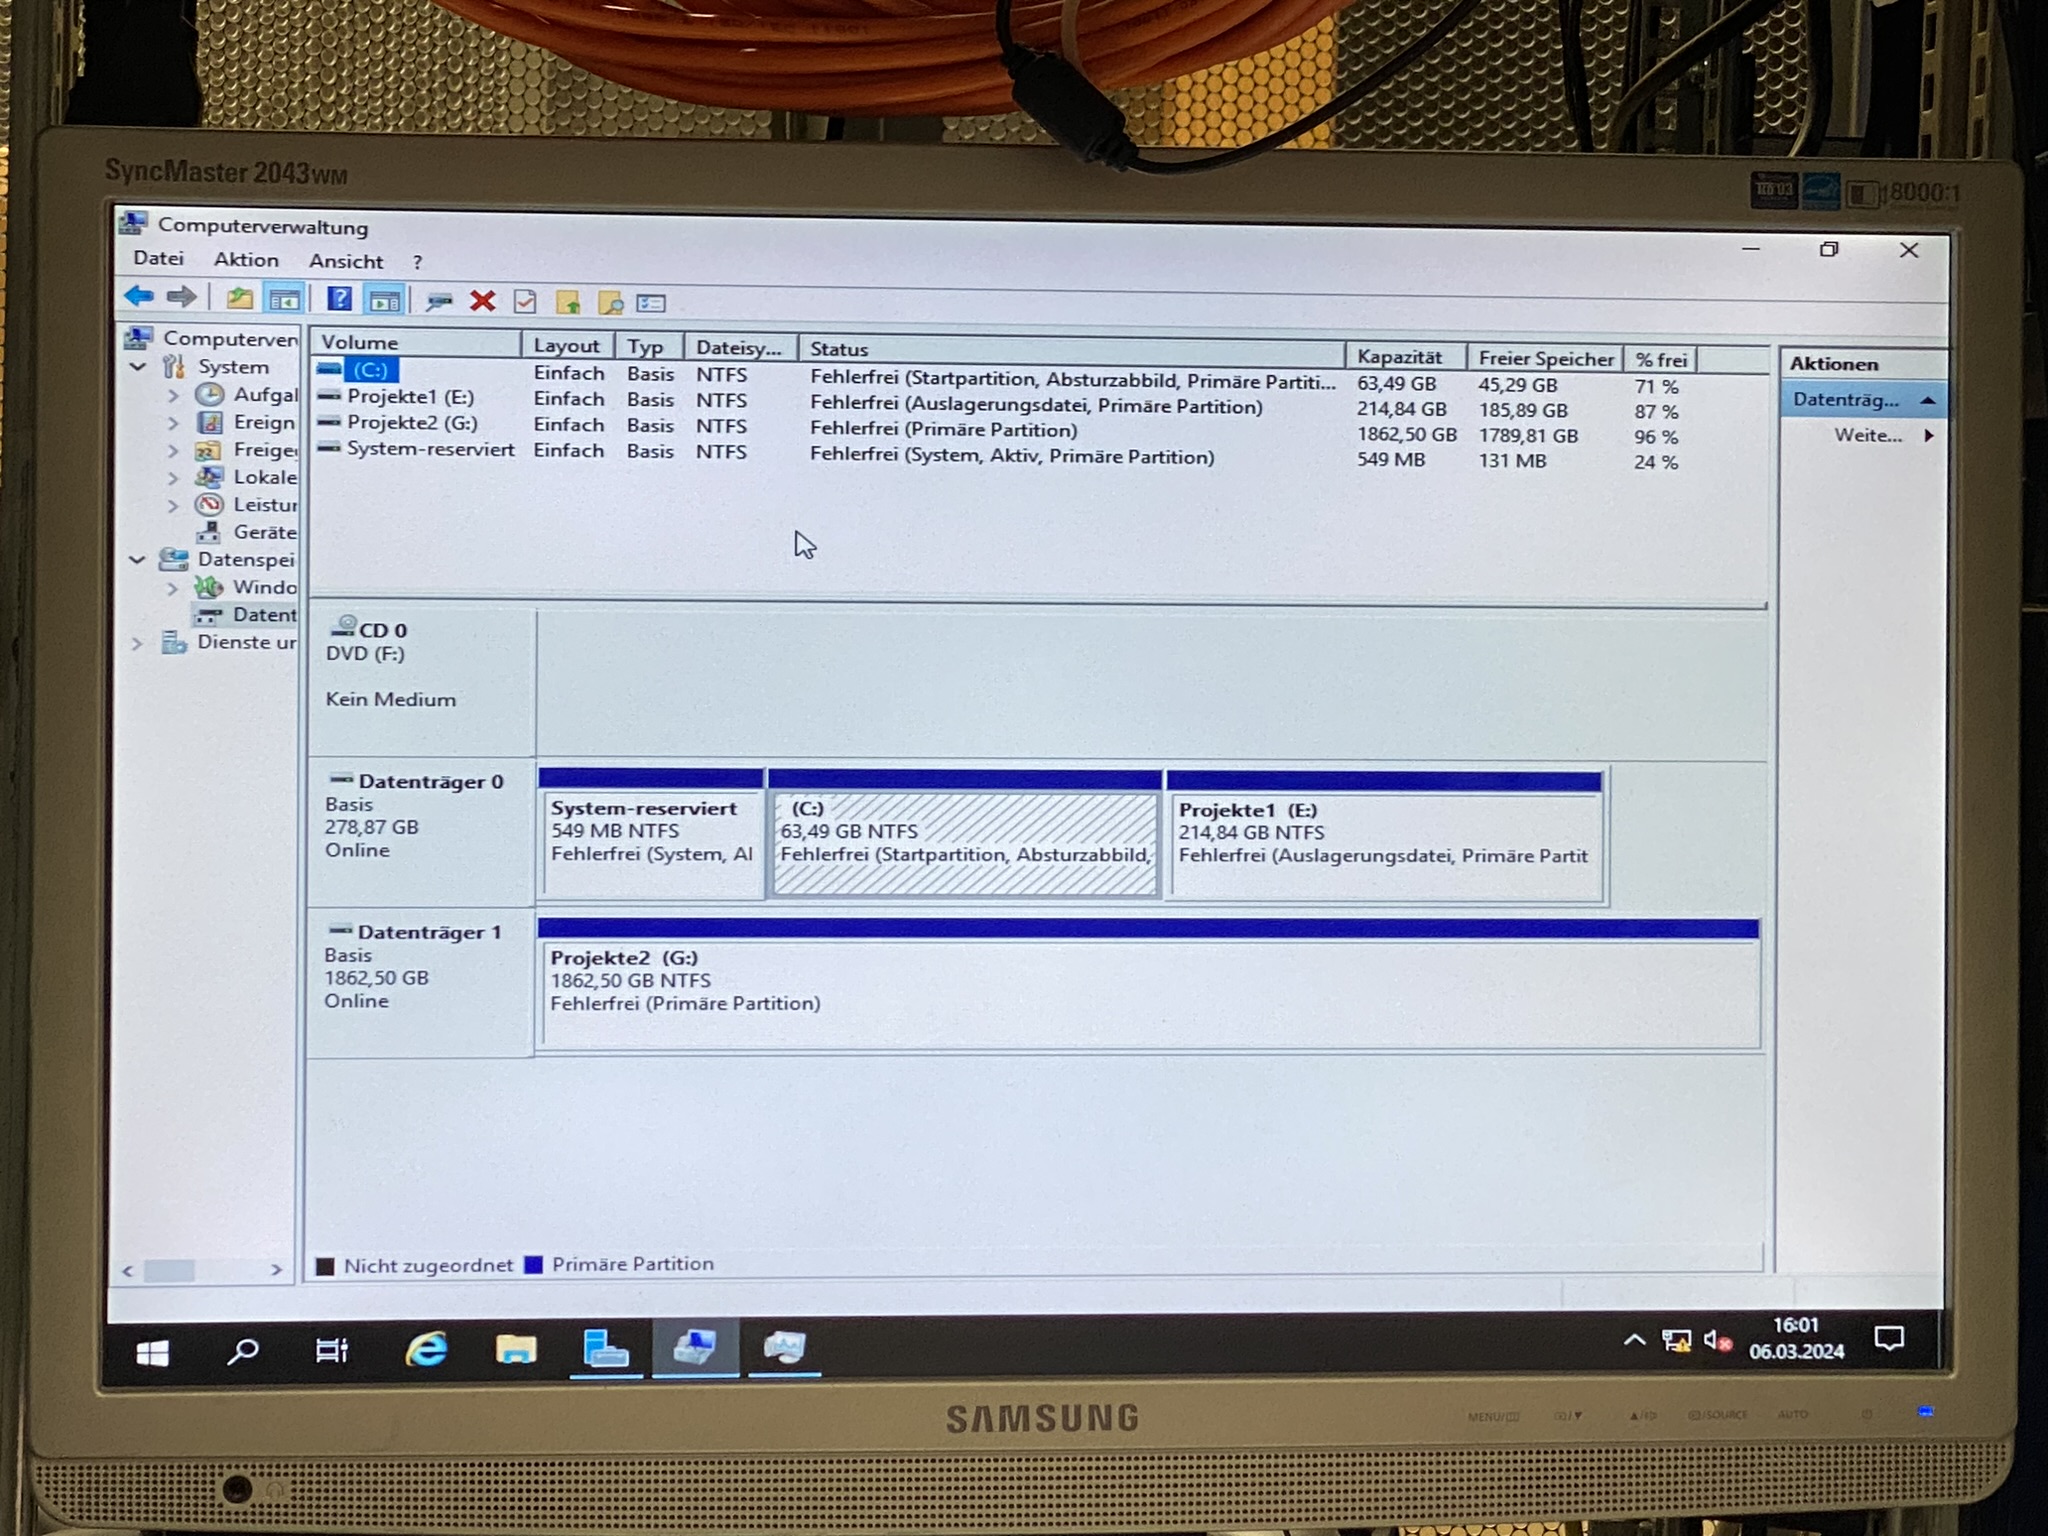 SyncMaster 2043WM
8000:1
Computerverwaltung
Datei Aktion Ansicht ?
Computerven
System
Aufgal
Ereign
Freige
Lokale
Leistur
Geräte
Datenspei
Windo
Datent
Dienste ur
Volume Layout Typ Dateisy... Status Kapazität Freier Speicher % frei
(C:) Einfach Basis NTFS Fehlerfrei (Startpartition, Absturzabbild, Primäre Partiti... 63,49 GB 45,29 GB 71 %
Projekte1 (E:) Einfach Basis NTFS Fehlerfrei (Auslagerungsdatei, Primäre Partition) 214,84 GB 185,89 GB 87 %
Projekte2 (G:) Einfach Basis NTFS Fehlerfrei (Primäre Partition) 1862,50 GB 1789,81 GB 96 %
System-reserviert Einfach Basis NTFS Fehlerfrei (System, Aktiv, Primäre Partition) 549 MB 131 MB 24 %
Aktionen
Datenträg...
Weite...
CD 0
DVD (F:)
Kein Medium
Datenträger 0
Basis
278,87 GB
Online
System-reserviert
549 MB NTFS
Fehlerfrei (System, Al
(C:)
63,49 GB NTFS
Fehlerfrei (Startpartition, Absturzabbild,
Projekte1 (E:)
214,84 GB NTFS
Fehlerfrei (Auslagerungsdatei, Primäre Partit
Datenträger 1
Basis
1862,50 GB
Online
Projekte2 (G:)
1862,50 GB NTFS
Fehlerfrei (Primäre Partition)
Nicht zugeordnet Primäre Partition
16:01
06.03.2024
SAMSUNG
MENU/ /SOURCE AUTO